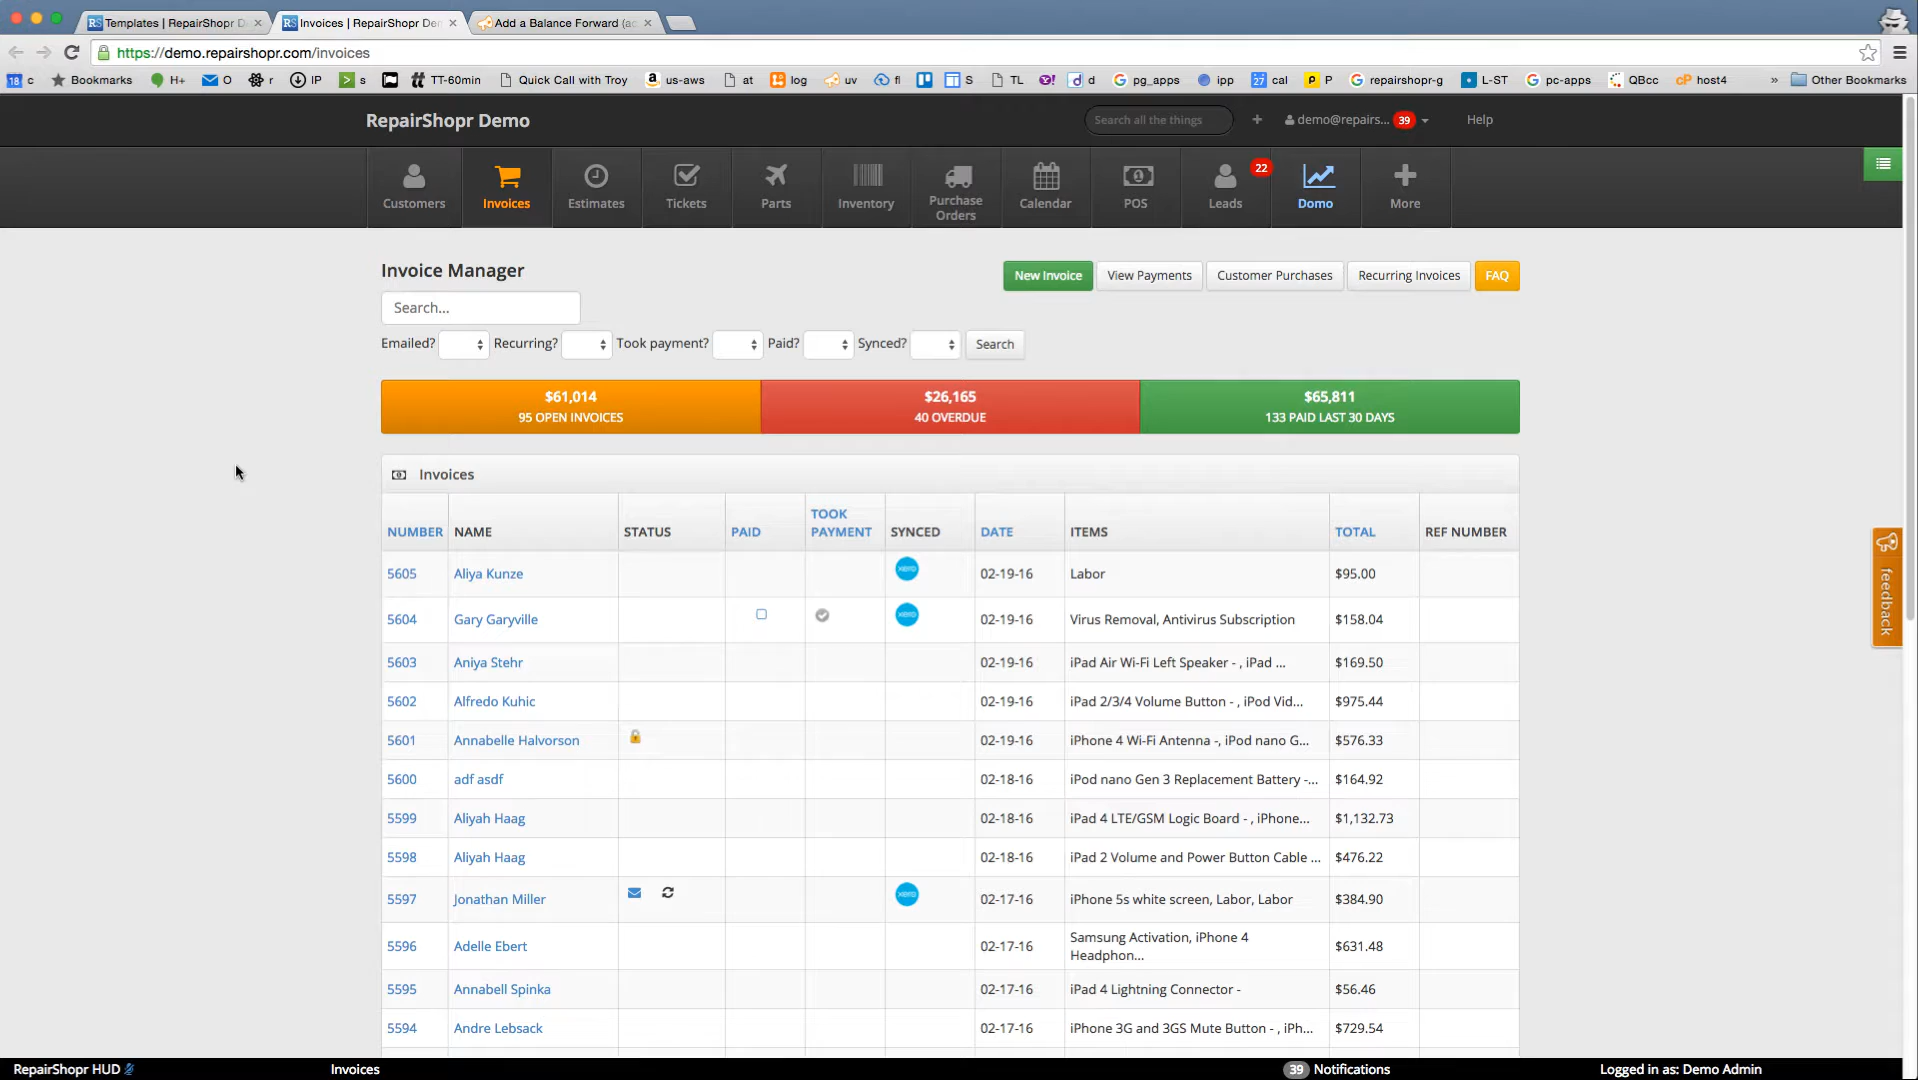 Templates | RepairShopr D
Invoices | RepairShopr De
Add a Balance Forward (ac
https://demo.repairshopr.com/invoices
18 c
Bookmarks
H+
O
r
IP
s
TT-60min
Quick Call with Troy
us-aws
at
log
uv
fl
S
TL
d
pg_apps
ipp
27 cal
P
repairshopr-g
L-ST
pc-apps
QBcc
cP host4
»
Other Bookmarks
RepairShopr Demo
Search all the things
demo@repairs... 39
Help
Customers
Invoices
Estimates
Tickets
Parts
Inventory
Purchase
Orders
Calendar
POS
Leads
22
Domo
More
Invoice Manager
New Invoice
View Payments
Customer Purchases
Recurring Invoices
FAQ
Search...
Emailed? Recurring? Took payment? Paid? Synced? Search
$61,014
95 OPEN INVOICES
$26,165
40 OVERDUE
$65,811
133 PAID LAST 30 DAYS
Invoices
NUMBER NAME STATUS PAID TOOK PAYMENT SYNCED DATE ITEMS TOTAL REF NUMBER
5605 Aliya Kunze xero 02-19-16 Labor $95.00
5604 Gary Garyville xero 02-19-16 Virus Removal, Antivirus Subscription $158.04
5603 Aniya Stehr 02-19-16 iPad Air Wi-Fi Left Speaker - , iPad ... $169.50
5602 Alfredo Kuhic 02-19-16 iPad 2/3/4 Volume Button - , iPod Vid... $975.44
5601 Annabelle Halvorson 02-19-16 iPhone 4 Wi-Fi Antenna -, iPod nano G... $576.33
5600 adf asdf 02-18-16 iPod nano Gen 3 Replacement Battery -... $164.92
5599 Aliyah Haag 02-18-16 iPad 4 LTE/GSM Logic Board - , iPhone... $1,132.73
5598 Aliyah Haag 02-18-16 iPad 2 Volume and Power Button Cable ... $476.22
5597 Jonathan Miller xero 02-17-16 iPhone 5s white screen, Labor, Labor $384.90
5596 Adelle Ebert 02-17-16 Samsung Activation, iPhone 4 Headphon... $631.48
5595 Annabell Spinka 02-17-16 iPad 4 Lightning Connector - $56.46
5594 Andre Lebsack 02-17-16 iPhone 3G and 3GS Mute Button - , iPh... $729.54
feedback
RepairShopr HUD
Invoices
39 Notifications
Logged in as: Demo Admin